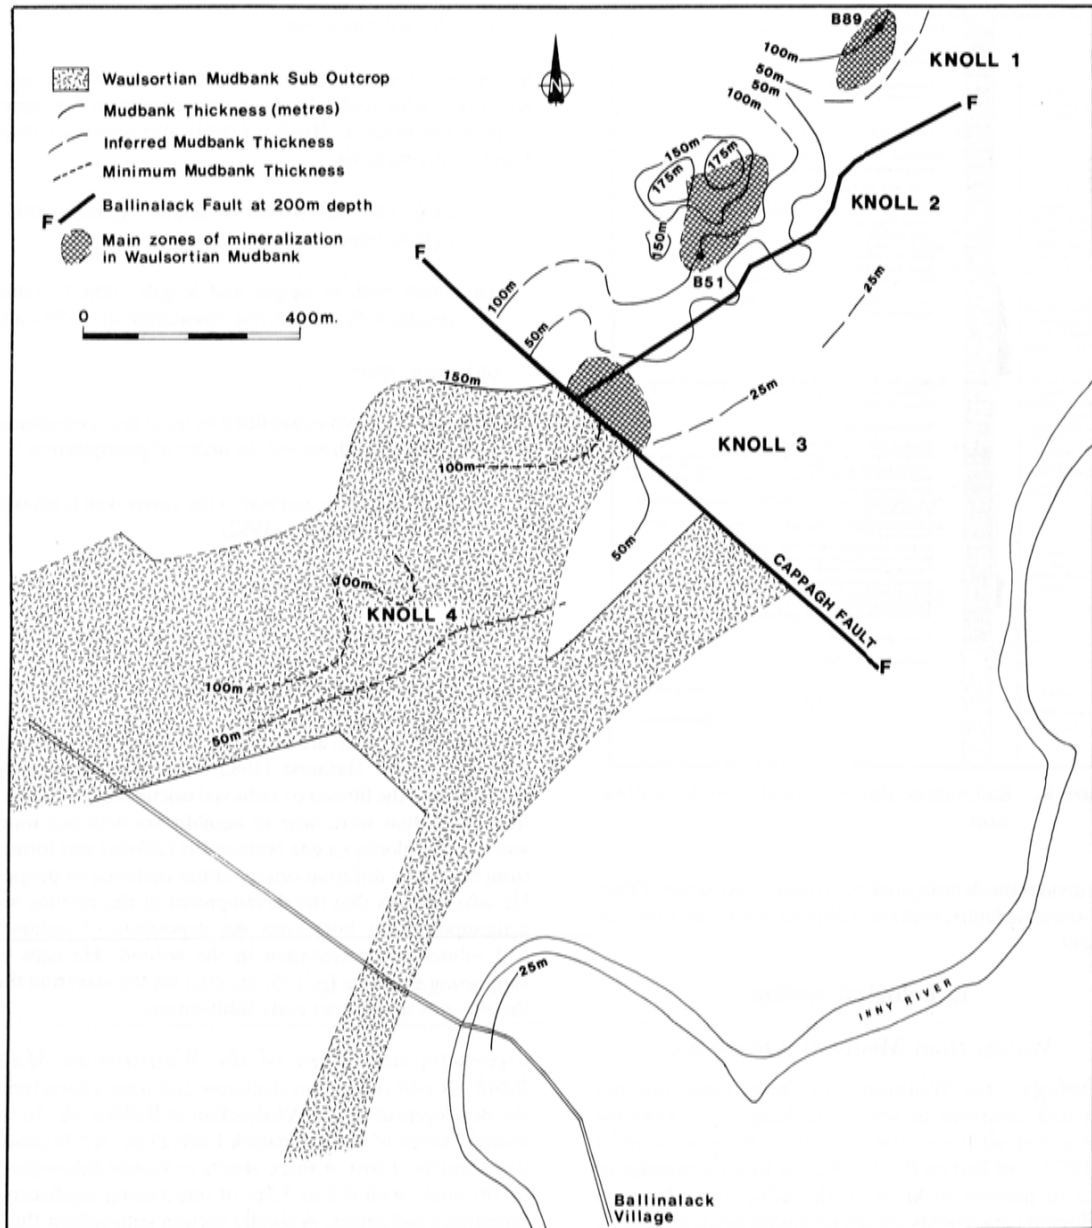 Waulsortian Mudbank Sub Outcrop
Mudbank Thickness (metres)
Inferred Mudbank Thickness
Minimum Mudbank Thickness
F
Ballinalack Fault at 200m depth
Main zones of mineralization
in Waulsortian Mudbank
0
400m.
N
B89
100m
KNOLL 1
50m
50m
100m
F
150m
175m
175m
KNOLL 2
150m
B51
F
100m
50m
25m
150m
25m
KNOLL 3
100m
50m
CAPPAGH FAULT
F
100m
KNOLL 4
100m
50m
25m
INNY RIVER
Ballinalack
Village